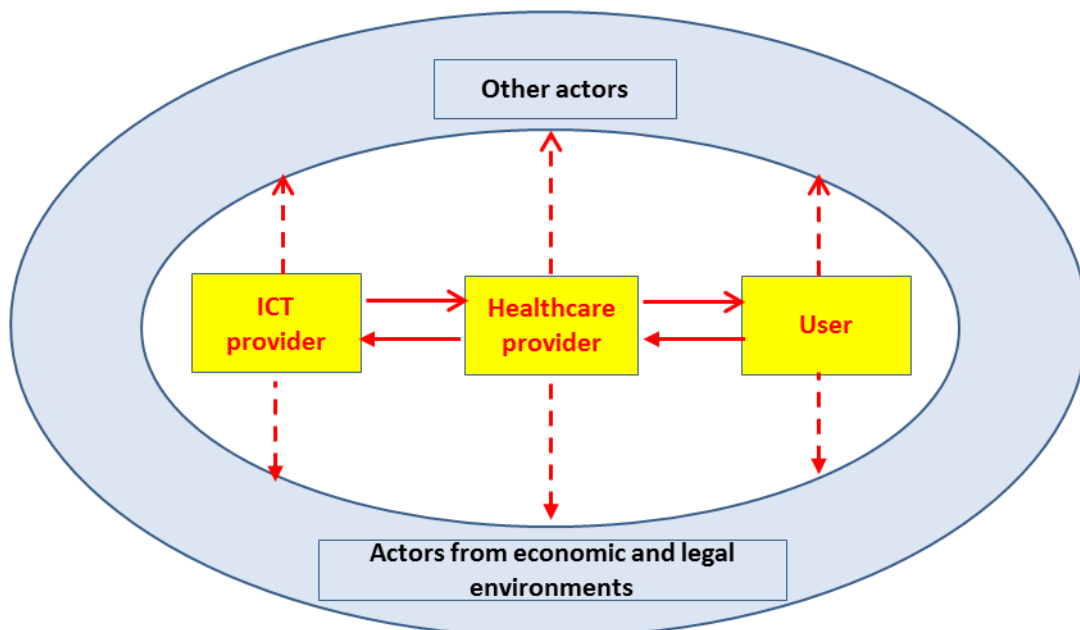 Other actors
ICT
provider
Healthcare
provider
User
Actors from economic and legal
environments